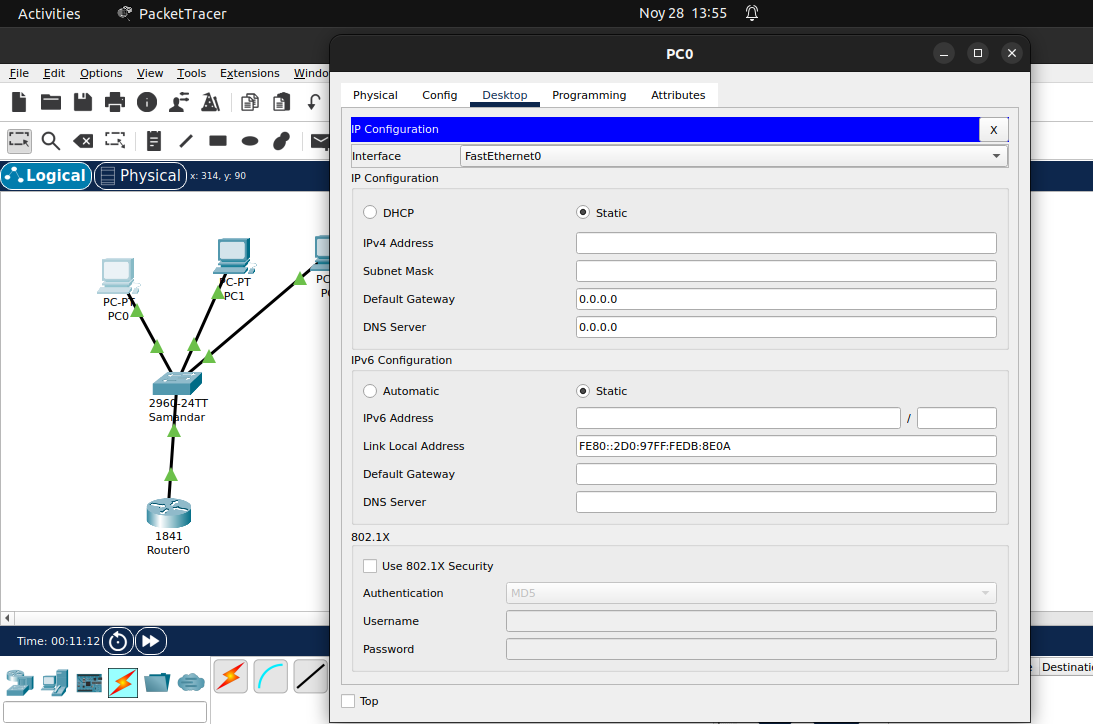 Activities PacketTracer Noy 28 13:55
PC0
File Edit Options View Tools Extensions Windo
Physical Config Desktop Programming Attributes
IP Configuration X
Interface FastEthernet0
Logical Physical x: 314, y: 90
IP Configuration
DHCP Static
IPv4 Address
Subnet Mask
Default Gateway 0.0.0.0
DNS Server 0.0.0.0
IPv6 Configuration
Automatic Static
IPv6 Address /
Link Local Address FE80::2D0:97FF:FEDB:8E0A
Default Gateway
DNS Server
802.1X
Use 802.1X Security
Authentication MD5
Username
Password
Top
PC-PT
PC0
PC-PT
PC1
PC
2960-24TT
Samandar
1841
Router0
Time: 00:11:12
Destinati